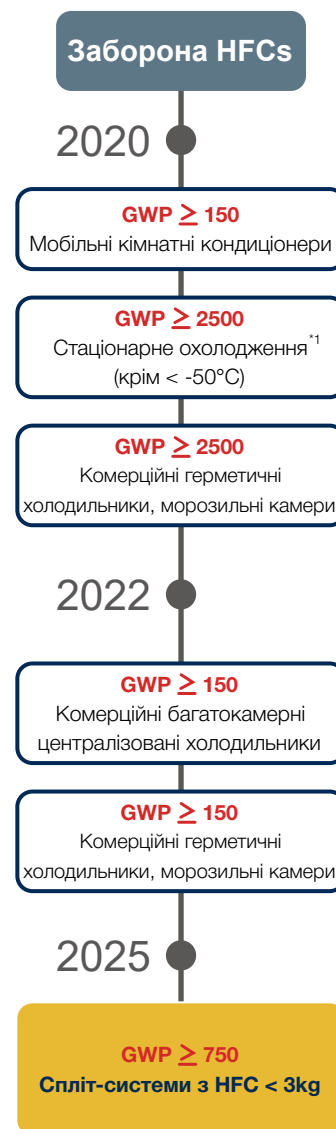 Заборона HFCs
2020
GWP ≥ 150
Мобільні кімнатні кондиціонери
GWP ≥ 2500
Стаціонарне охолодження*1
(крім < -50°C)
GWP ≥ 2500
Комерційні герметичні
холодильники, морозильні камери
2022
GWP ≥ 150
Комерційні багатокамерні
централізовані холодильники
GWP ≥ 150
Комерційні герметичні
холодильники, морозильні камери
2025
GWP ≥ 750
Спліт-системи з HFC < 3kg